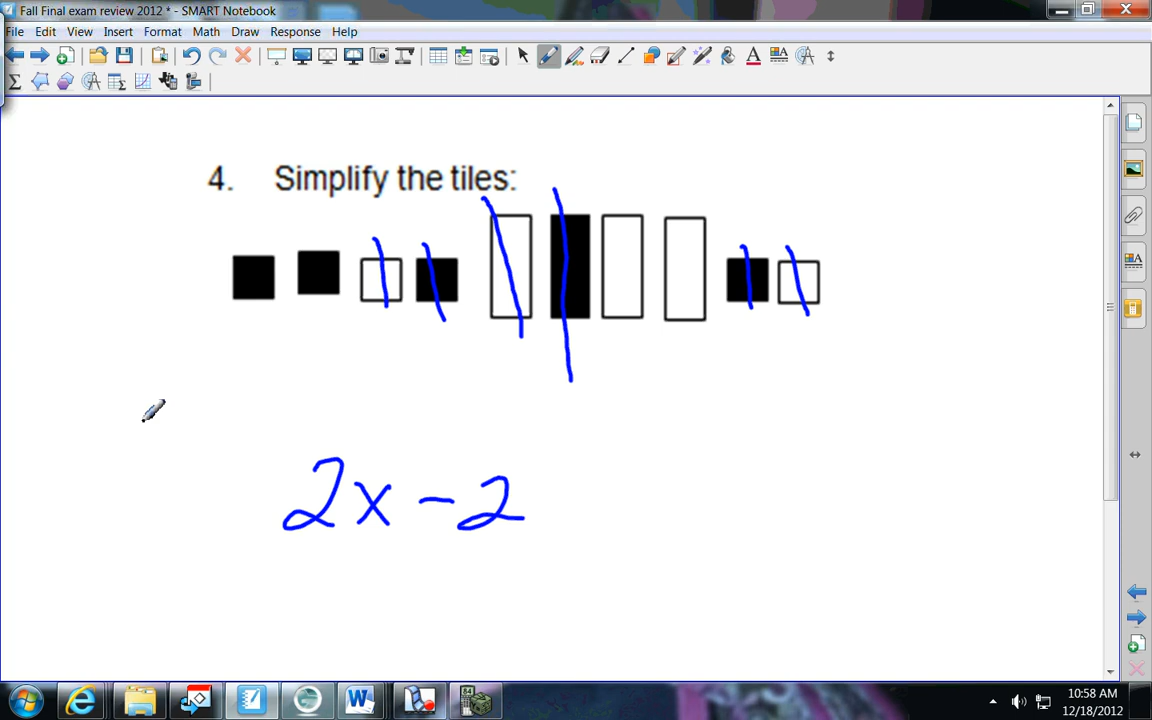 Fall Final exam review 2012 * - SMART Notebook
File Edit View Insert Format Math Draw Response Help
4. Simplify the tiles:
2x - 2
10:58 AM
12/18/2012